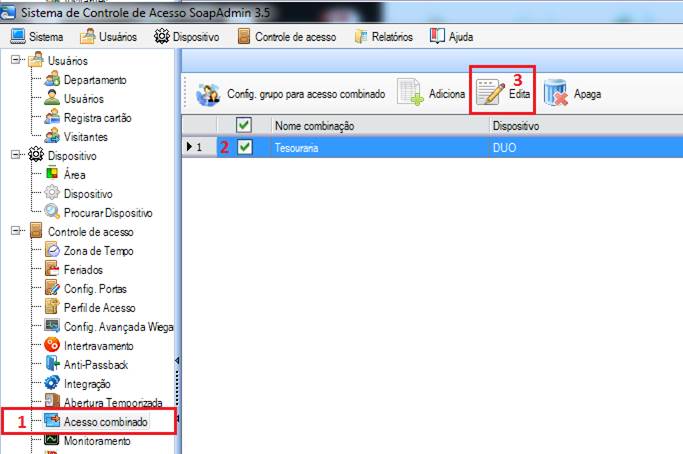 Sistema de Controle de Acesso SoapAdmin 3.5
Sistema Usuários Dispositivo Controle de acesso Relatórios Ajuda
Usuários
Departamento
Usuários
Registra cartão
Visitantes
Dispositivo
Área
Dispositivo
Procurar Dispositivo
Controle de acesso
Zona de Tempo
Feriados
Config. Portas
Perfil de Acesso
Config. Avançada Wiega
Intertravamento
Anti-Passback
Integração
Abertura Temporizada
1 Acesso combinado
Monitoramento
Config. grupo para acesso combinado Adiciona 3 Edita Apaga
Nome combinação Dispositivo
1 2 Tesouraria DUO